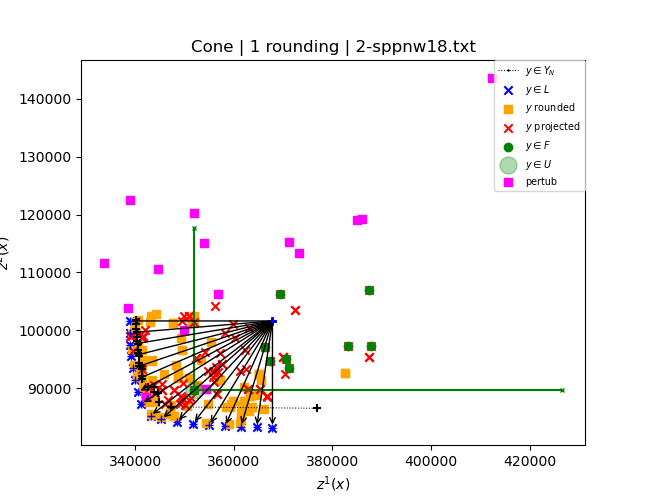 Cone | 1 rounding | 2-sppnw18.txt
y ∈ Y_N
y ∈ L
y rounded
y projected
y ∈ F
y ∈ U
pertub
140000
130000
120000
110000
100000
90000
z²(x)
340000 360000 380000 400000 420000
z¹(x)